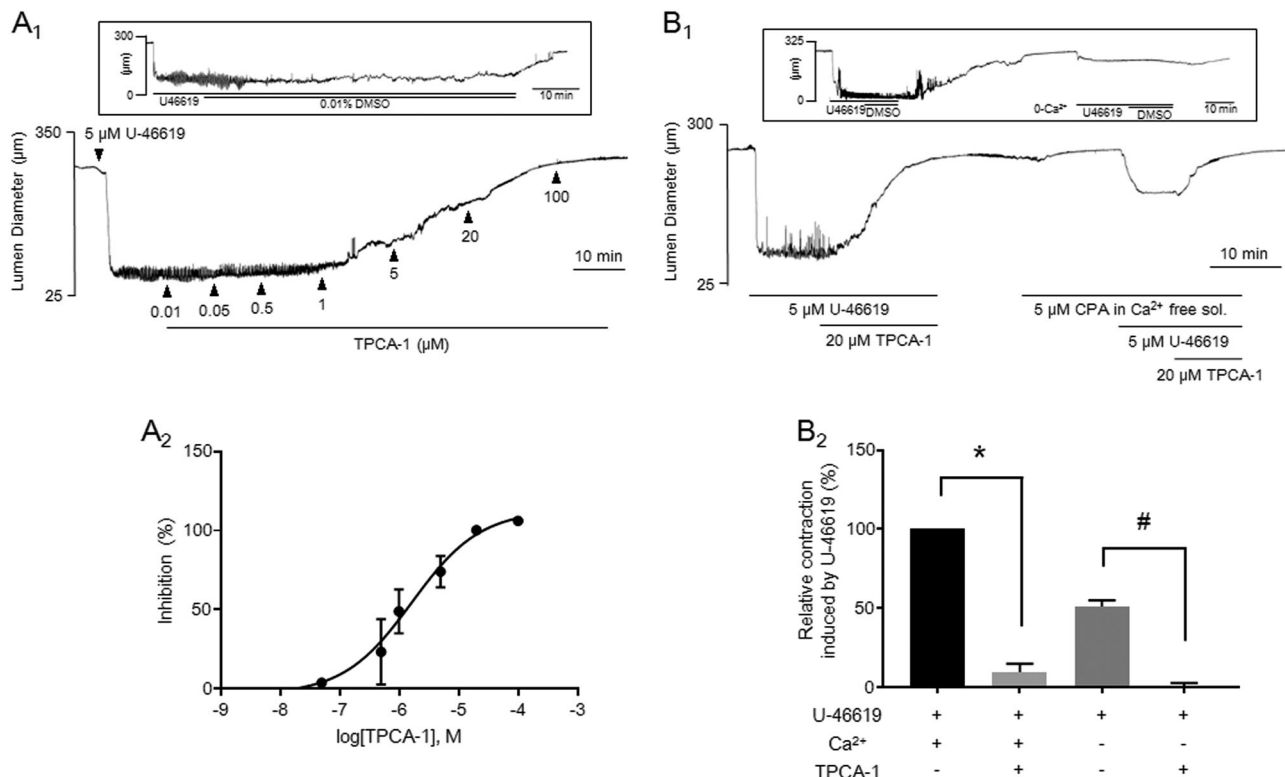 A1
300
(µm)
0
U46619
0.01% DMSO
10 min
350
5 µM U-46619
Lumen Diameter (µm)
25
0.01
0.05
0.5
1
5
20
100
10 min
TPCA-1 (µM)
B1
325
(µm)
0
U46619
DMSO
0-Ca²⁺
U46619
DMSO
10 min
300
Lumen Diameter (µm)
25
10 min
5 µM U-46619
20 µM TPCA-1
5 µM CPA in Ca²⁺ free sol.
5 µM U-46619
20 µM TPCA-1
A2
150
100
50
0
Inhibition (%)
-9 -8 -7 -6 -5 -4 -3
log[TPCA-1], M
B2
150
100
50
0
Relative contraction
induced by U-46619 (%)
*
#
U-46619 + + + +
Ca²⁺ + + - -
TPCA-1 - + - +